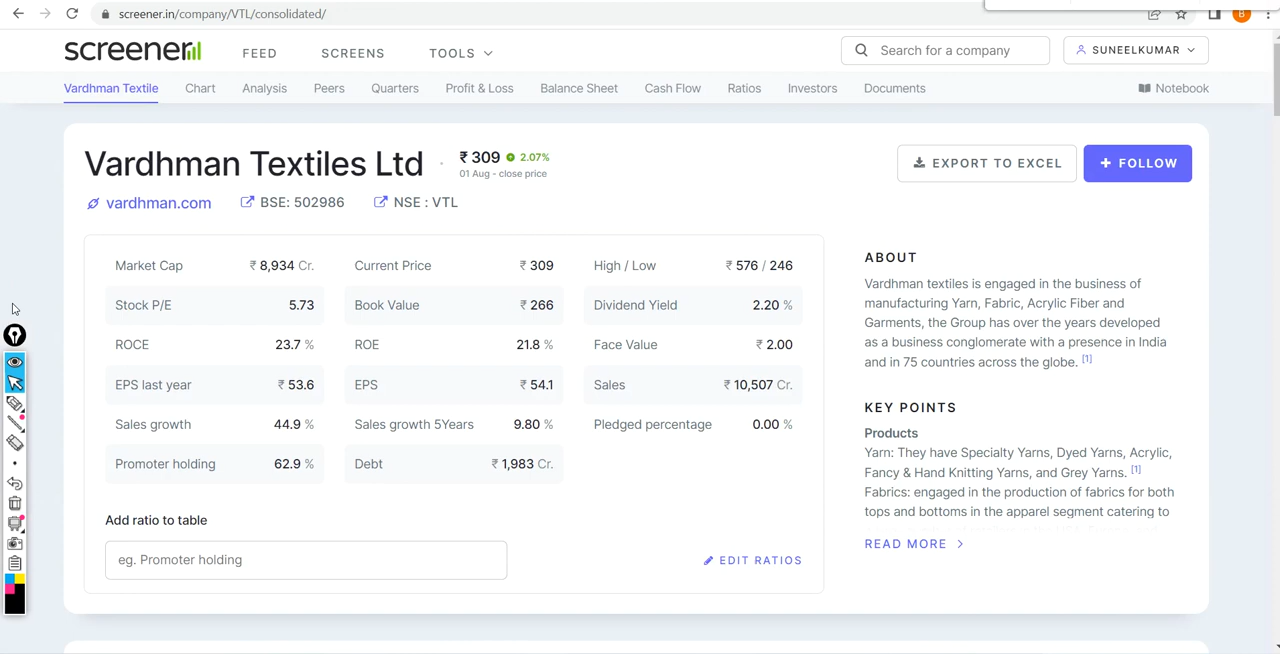 screener.in/company/VTL/consolidated/
B
screener
FEED SCREENS TOOLS
Search for a company
SUNEELKUMAR
Vardhman Textile Chart Analysis Peers Quarters Profit & Loss Balance Sheet Cash Flow Ratios Investors Documents Notebook
Vardhman Textiles Ltd
₹ 309 2.07%
01 Aug - close price
EXPORT TO EXCEL
+ FOLLOW
vardhman.com BSE: 502986 NSE : VTL
Market Cap ₹ 8,934 Cr. Current Price ₹ 309 High / Low ₹ 576 / 246
Stock P/E 5.73 Book Value ₹ 266 Dividend Yield 2.20 %
ROCE 23.7 % ROE 21.8 % Face Value ₹ 2.00
EPS last year ₹ 53.6 EPS ₹ 54.1 Sales ₹ 10,507 Cr.
Sales growth 44.9 % Sales growth 5Years 9.80 % Pledged percentage 0.00 %
Promoter holding 62.9 % Debt ₹ 1,983 Cr.
Add ratio to table
eg. Promoter holding
EDIT RATIOS
ABOUT
Vardhman textiles is engaged in the business of
manufacturing Yarn, Fabric, Acrylic Fiber and
Garments, the Group has over the years developed
as a business conglomerate with a presence in India
and in 75 countries across the globe. [1]
KEY POINTS
Products
Yarn: They have Specialty Yarns, Dyed Yarns, Acrylic,
Fancy & Hand Knitting Yarns, and Grey Yarns. [1]
Fabrics: engaged in the production of fabrics for both
tops and bottoms in the apparel segment catering to
READ MORE